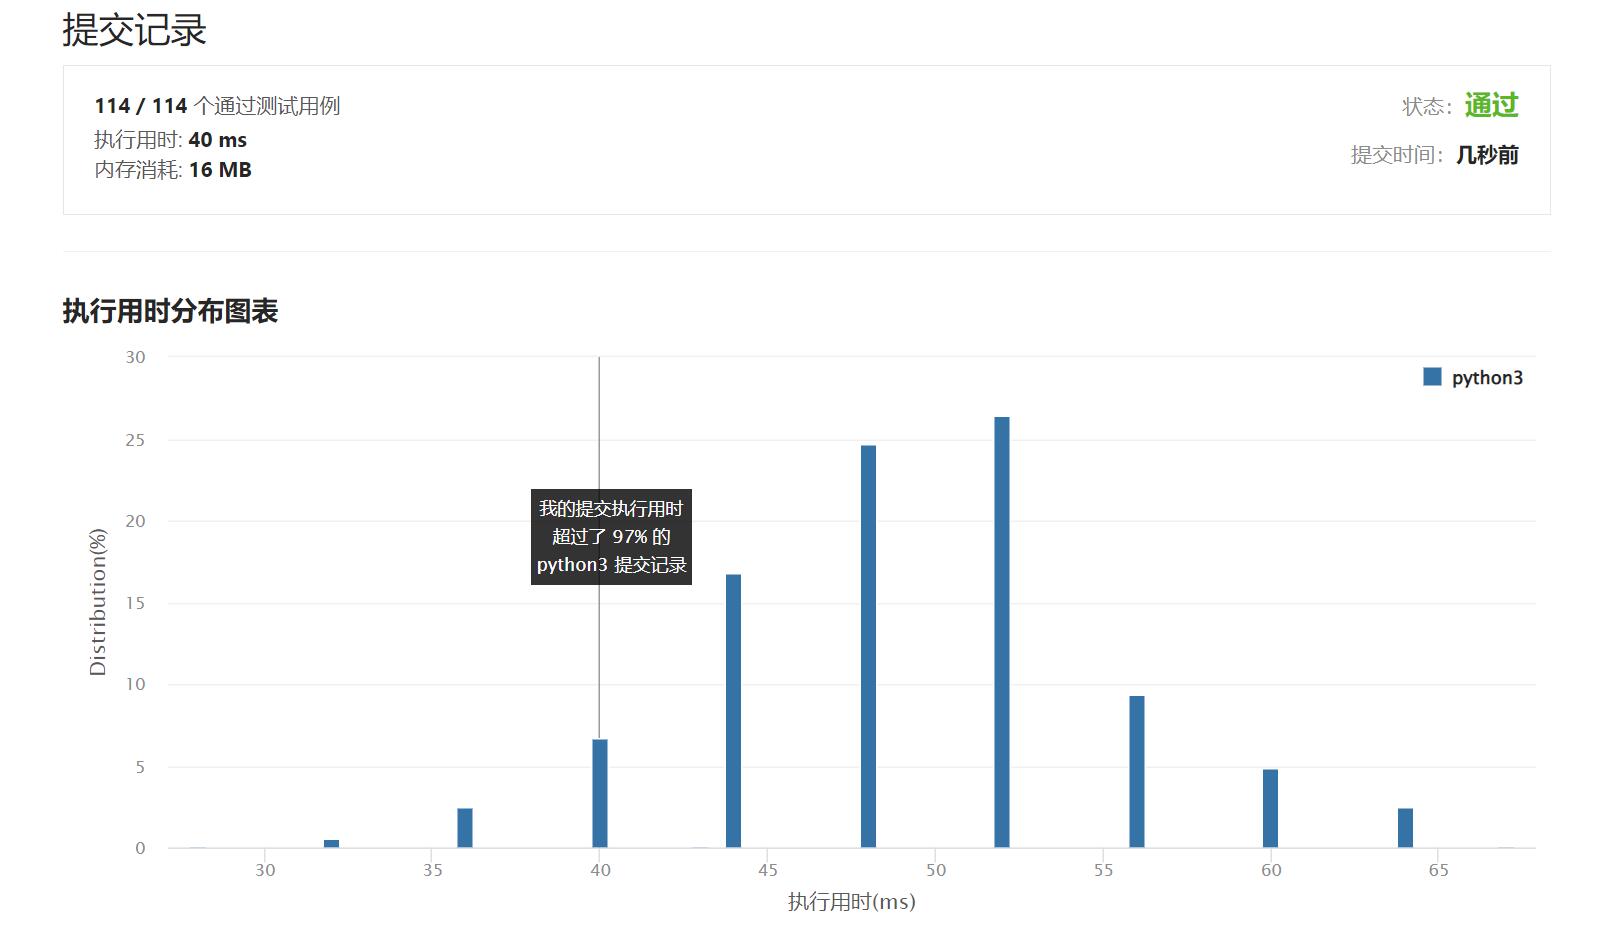 提交记录
114 / 114 个通过测试用例
状态：通过
执行用时: 40 ms
提交时间：几秒前
内存消耗: 16 MB
执行用时分布图表
30
python3
25
我的提交执行用时
超过了 97% 的
python3 提交记录
20
15
10
5
0
Distribution(%)
30 35 40 45 50 55 60 65
执行用时(ms)